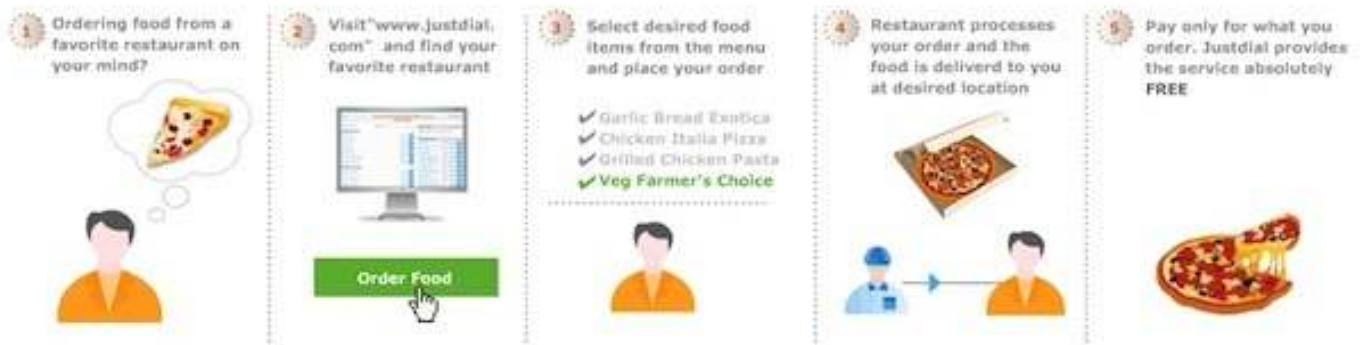 1
Ordering food from a
favorite restaurant on
your mind?
2
Visit"www.justdial.
com" and find your
favorite restaurant
Order Food
3
Select desired food
items from the menu
and place your order
✔ Garlic Bread Exotica
✔ Chicken Italia Pizza
✔ Grilled Chicken Pasta
✔ Veg Farmer's Choice
4
Restaurant processes
your order and the
food is deliverd to you
at desired location
5
Pay only for what you
order. Justdial provides
the service absolutely
FREE